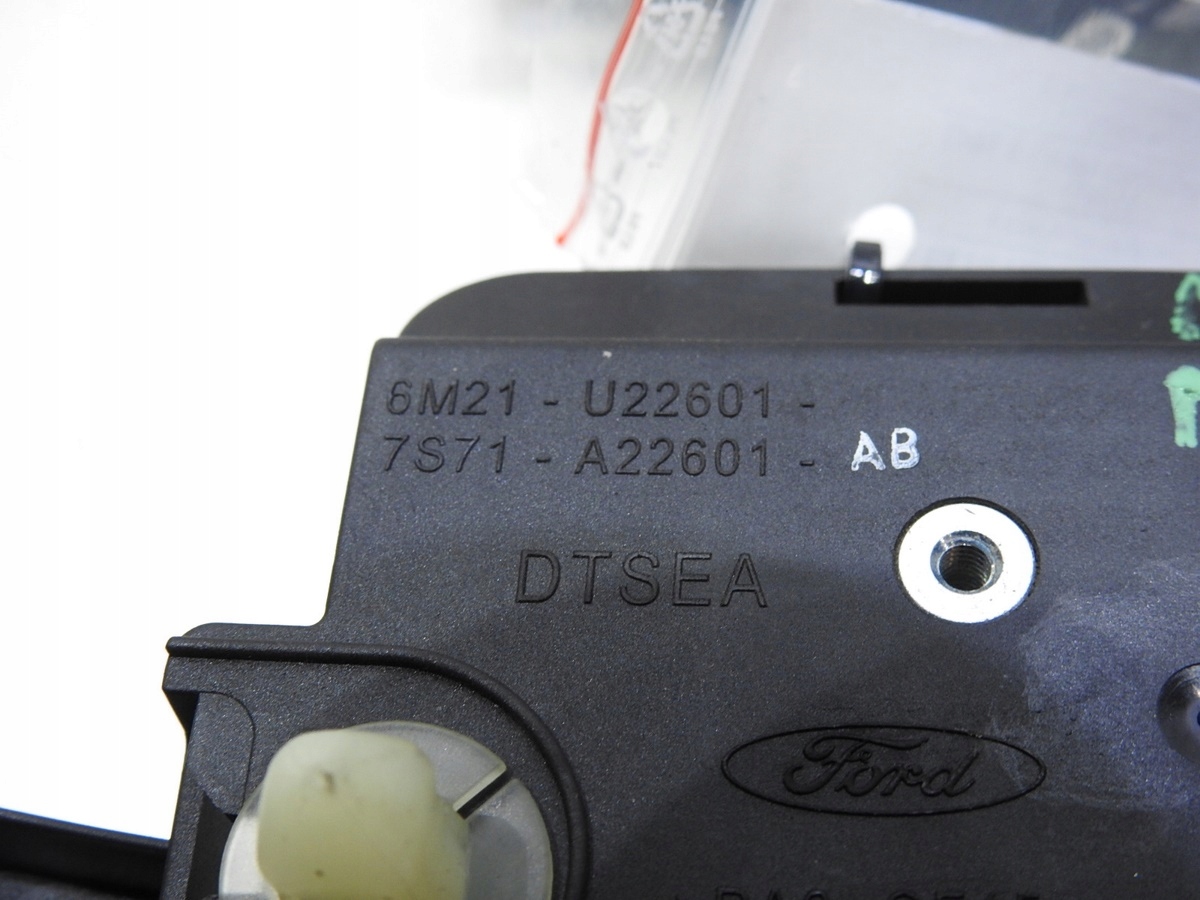 6M21 - U22601 -
7S71 - A22601 - AB
DTSEA
Ford